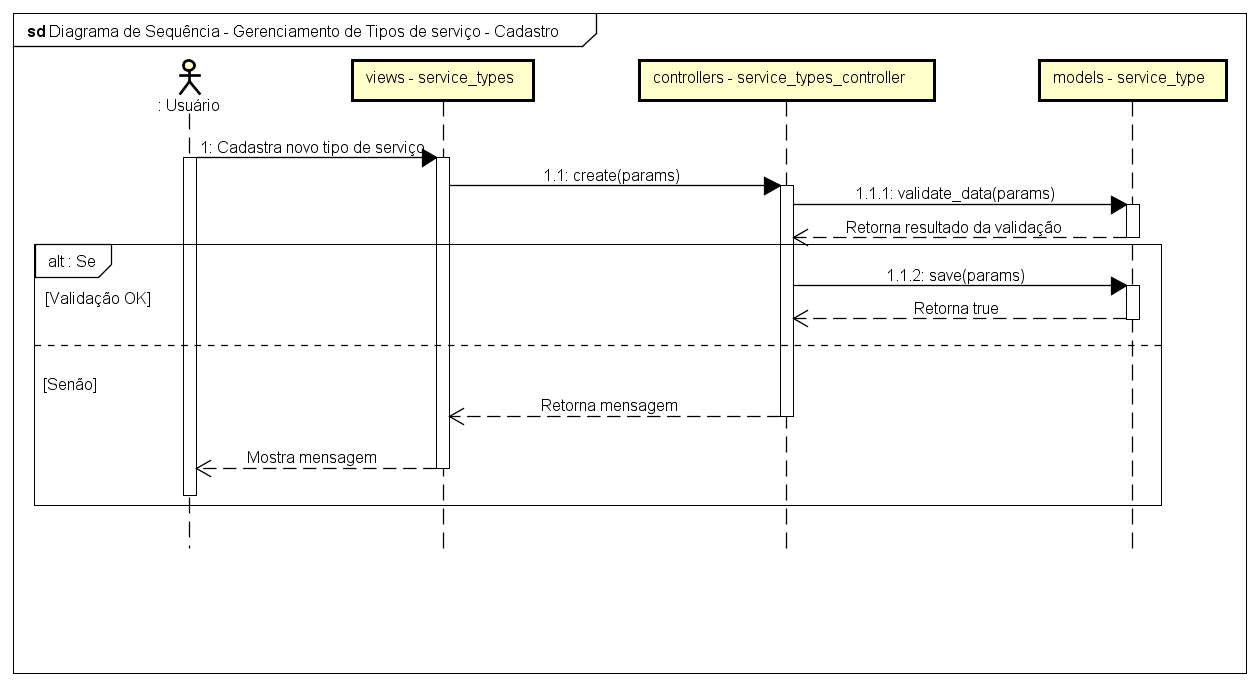 sd Diagrama de Sequência - Gerenciamento de Tipos de serviço - Cadastro
: Usuário
views - service_types
controllers - service_types_controller
models - service_type
1: Cadastra novo tipo de serviço
1.1: create(params)
1.1.1: validate_data(params)
Retorna resultado da validação
alt : Se
[Validação OK]
1.1.2: save(params)
Retorna true
[Senão]
Retorna mensagem
Mostra mensagem